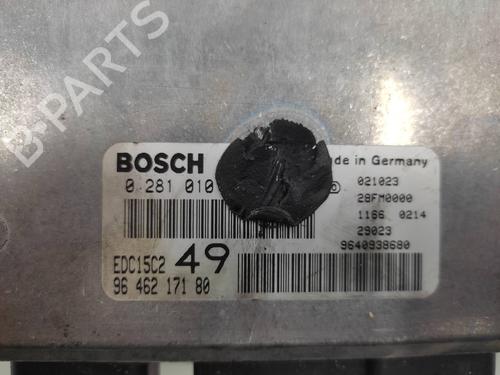 B-PARTS
BOSCH
de in Germany
0 281 010
021023
28FM0000
1166 0214
29023
9640938680
EDC15C2 49
96 462 171 80